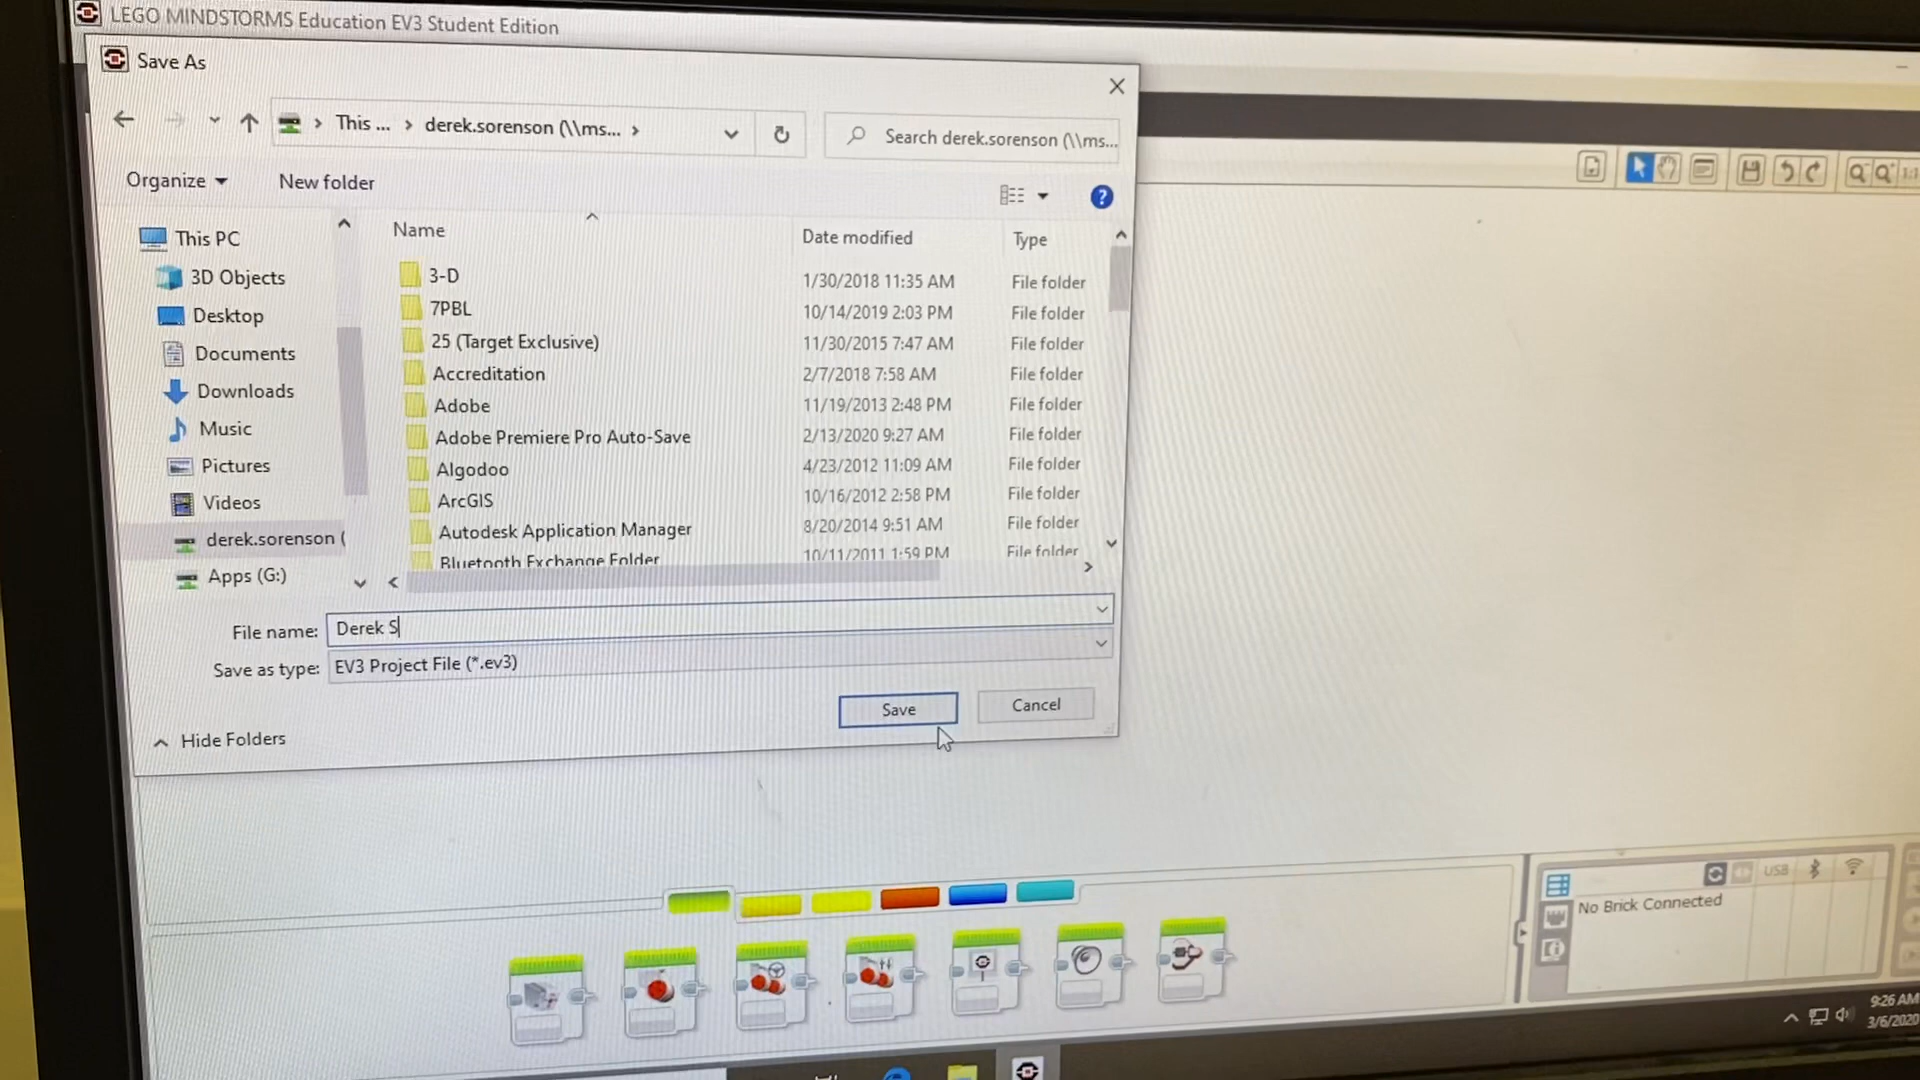 LEGO MINDSTORMS Education EV3 Student Edition
Save As
This ... > derek.sorenson (\\ms... >
Search derek.sorenson (\\ms...
Organize
New folder
Name
Date modified
Type
This PC
3D Objects
Desktop
Documents
Downloads
Music
Pictures
Videos
derek.sorenson (
Apps (G:)
3-D 1/30/2018 11:35 AM File folder
7PBL 10/14/2019 2:03 PM File folder
25 (Target Exclusive) 11/30/2015 7:47 AM File folder
Accreditation 2/7/2018 7:58 AM File folder
Adobe 11/19/2013 2:48 PM File folder
Adobe Premiere Pro Auto-Save 2/13/2020 9:27 AM File folder
Algodoo 4/23/2012 11:09 AM File folder
ArcGIS 10/16/2012 2:58 PM File folder
Autodesk Application Manager 8/20/2014 9:51 AM File folder
Bluetooth Exchange Folder 10/11/2011 1:59 PM File folder
File name: Derek S
Save as type: EV3 Project File (*.ev3)
Save
Cancel
Hide Folders
1:1
USB
No Brick Connected
9:26 AM
3/6/2020